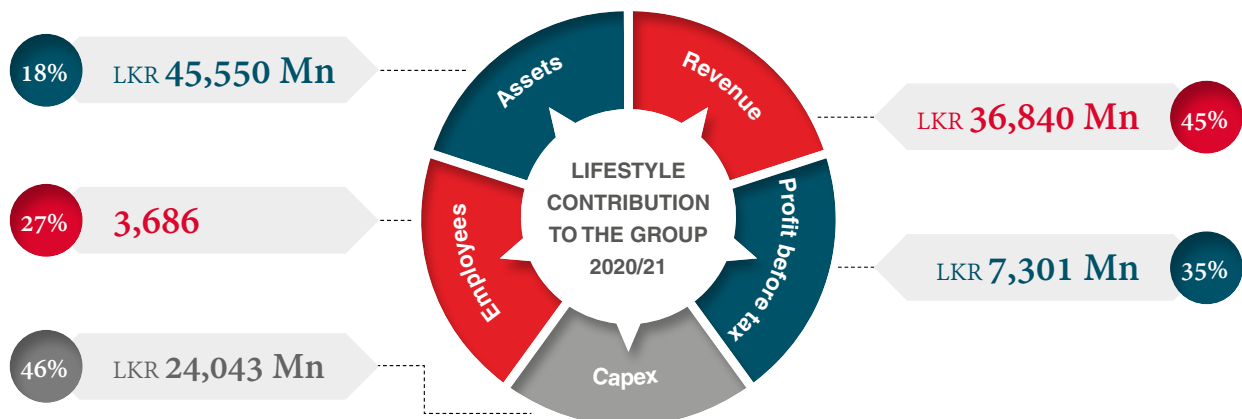 18%
LKR 45,550 Mn
Assets
Revenue
LKR 36,840 Mn
45%
27%
3,686
Employees
LIFESTYLE
CONTRIBUTION
TO THE GROUP
2020/21
Profit before tax
LKR 7,301 Mn
35%
46%
LKR 24,043 Mn
Capex